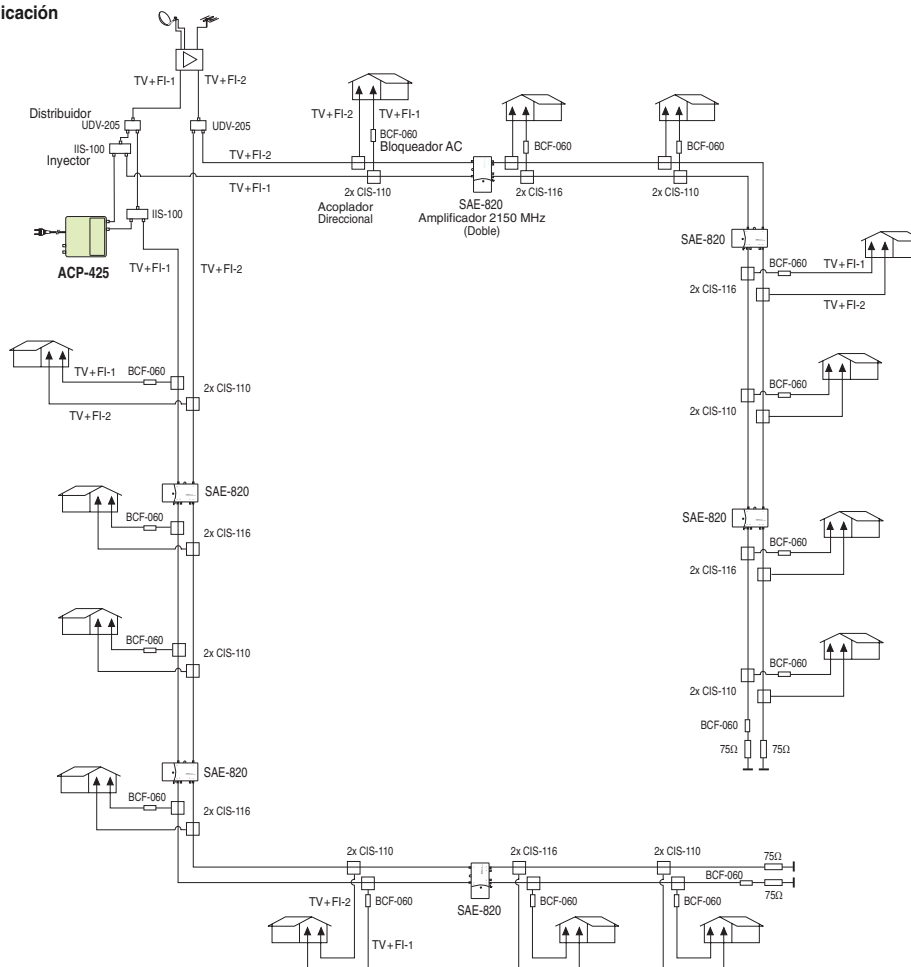 icación
TV+FI-1
TV+FI-2
Distribuidor
UDV-205
UDV-205
IIS-100
Inyector
TV+FI-2
TV+FI-1
TV+FI-2
TV+FI-1
BCF-060
Bloqueador AC
2x CIS-110
Acoplador
Direccional
SAE-820
Amplificador 2150 MHz
(Doble)
BCF-060
2x CIS-116
BCF-060
2x CIS-110
IIS-100
ACP-425
TV+FI-1
TV+FI-2
SAE-820
BCF-060
TV+FI-1
2x CIS-116
TV+FI-2
TV+FI-1
BCF-060
2x CIS-110
TV+FI-2
BCF-060
2x CIS-110
SAE-820
BCF-060
2x CIS-116
SAE-820
BCF-060
2x CIS-116
BCF-060
2x CIS-110
BCF-060
2x CIS-110
BCF-060
75Ω
75Ω
SAE-820
BCF-060
2x CIS-116
2x CIS-110
2x CIS-116
2x CIS-110
75Ω
BCF-060
75Ω
TV+FI-2
BCF-060
SAE-820
BCF-060
BCF-060
TV+FI-1